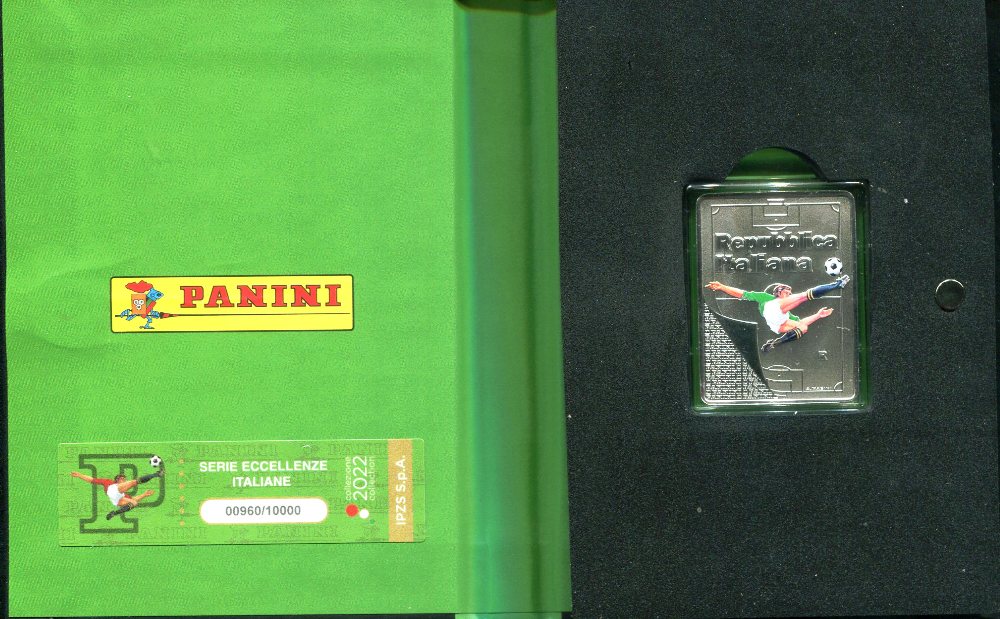 PANINI
P
SERIE ECCELLENZE
ITALIANE
00960/10000
collezione
2022
collection
IPZS S.p.A.
Repubblica
Italiana
R